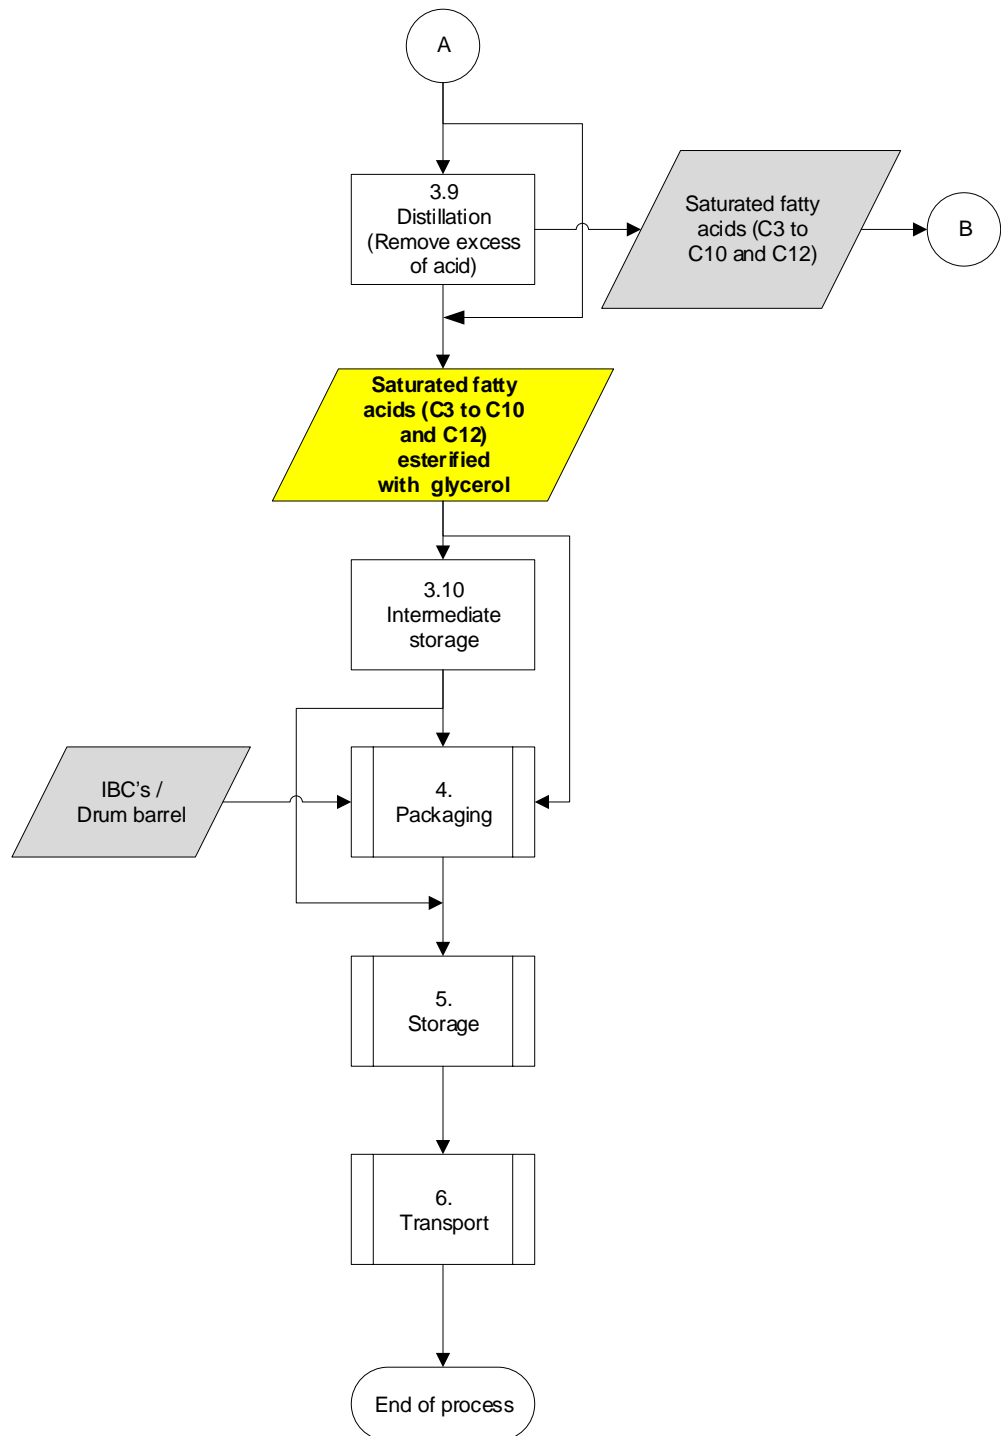 A
3.9
Distillation
(Remove excess
of acid)
Saturated fatty
acids (C3 to
C10 and C12)
B
Saturated fatty
acids (C3 to C10
and C12)
esterified
with glycerol
3.10
Intermediate
storage
IBC's /
Drum barrel
4.
Packaging
5.
Storage
6.
Transport
End of process